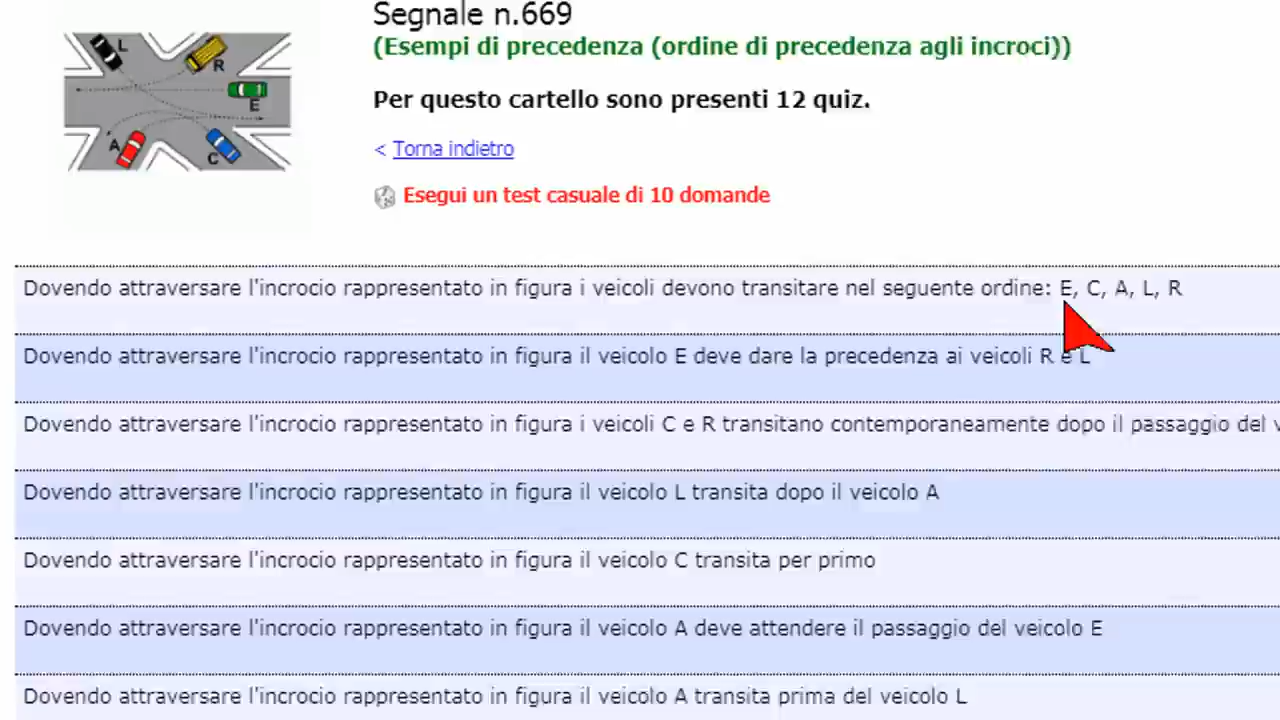 Segnale n.669
(Esempi di precedenza (ordine di precedenza agli incroci))
Per questo cartello sono presenti 12 quiz.
< Torna indietro
Esegui un test casuale di 10 domande
L
R
E
A
C
Dovendo attraversare l'incrocio rappresentato in figura i veicoli devono transitare nel seguente ordine: E, C, A, L, R
Dovendo attraversare l'incrocio rappresentato in figura il veicolo E deve dare la precedenza ai veicoli R e L
Dovendo attraversare l'incrocio rappresentato in figura i veicoli C e R transitano contemporaneamente dopo il passaggio del v
Dovendo attraversare l'incrocio rappresentato in figura il veicolo L transita dopo il veicolo A
Dovendo attraversare l'incrocio rappresentato in figura il veicolo C transita per primo
Dovendo attraversare l'incrocio rappresentato in figura il veicolo A deve attendere il passaggio del veicolo E
Dovendo attraversare l'incrocio rappresentato in figura il veicolo A transita prima del veicolo L